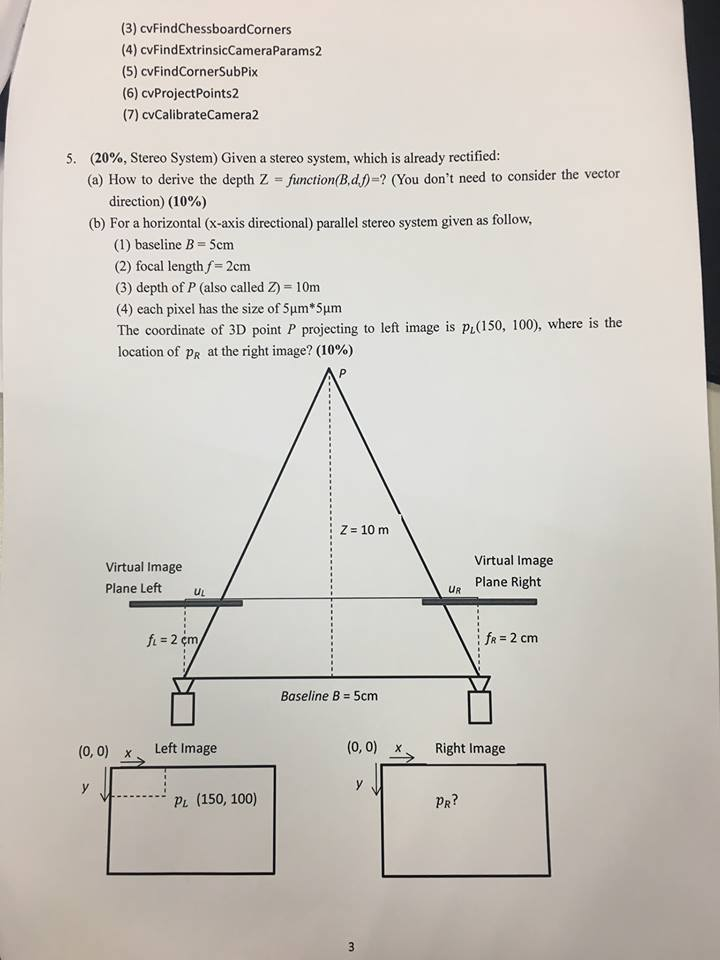 (3) cvFindChessboardCorners
(4) cvFindExtrinsicCameraParams2
(5) cvFindCornerSubPix
(6) cvProjectPoints2
(7) cvCalibrateCamera2
5. (20%, Stereo System) Given a stereo system, which is already rectified:
(a) How to derive the depth Z = function(B,d,f)=? (You don't need to consider the vector
direction) (10%)
(b) For a horizontal (x-axis directional) parallel stereo system given as follow,
(1) baseline B = 5cm
(2) focal length f = 2cm
(3) depth of P (also called Z) = 10m
(4) each pixel has the size of 5μm*5μm
The coordinate of 3D point P projecting to left image is pL(150, 100), where is the
location of pR at the right image? (10%)
P
Z = 10 m
Virtual Image
Plane Left
uL
Virtual Image
Plane Right
uR
fL = 2 cm
fR = 2 cm
Baseline B = 5cm
(0, 0) x Left Image
y
pL (150, 100)
(0, 0) x Right Image
y
pR?
3